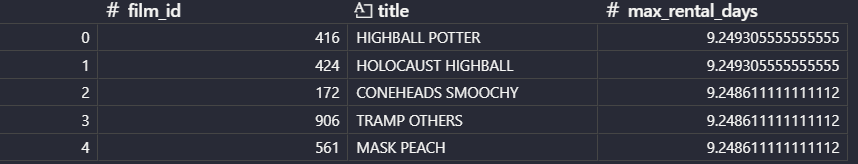 # film_id title # max_rental_days
0 416 HIGHBALL POTTER 9.249305555555555
1 424 HOLOCAUST HIGHBALL 9.249305555555555
2 172 CONEHEADS SMOOCHY 9.248611111111112
3 906 TRAMP OTHERS 9.248611111111112
4 561 MASK PEACH 9.248611111111112